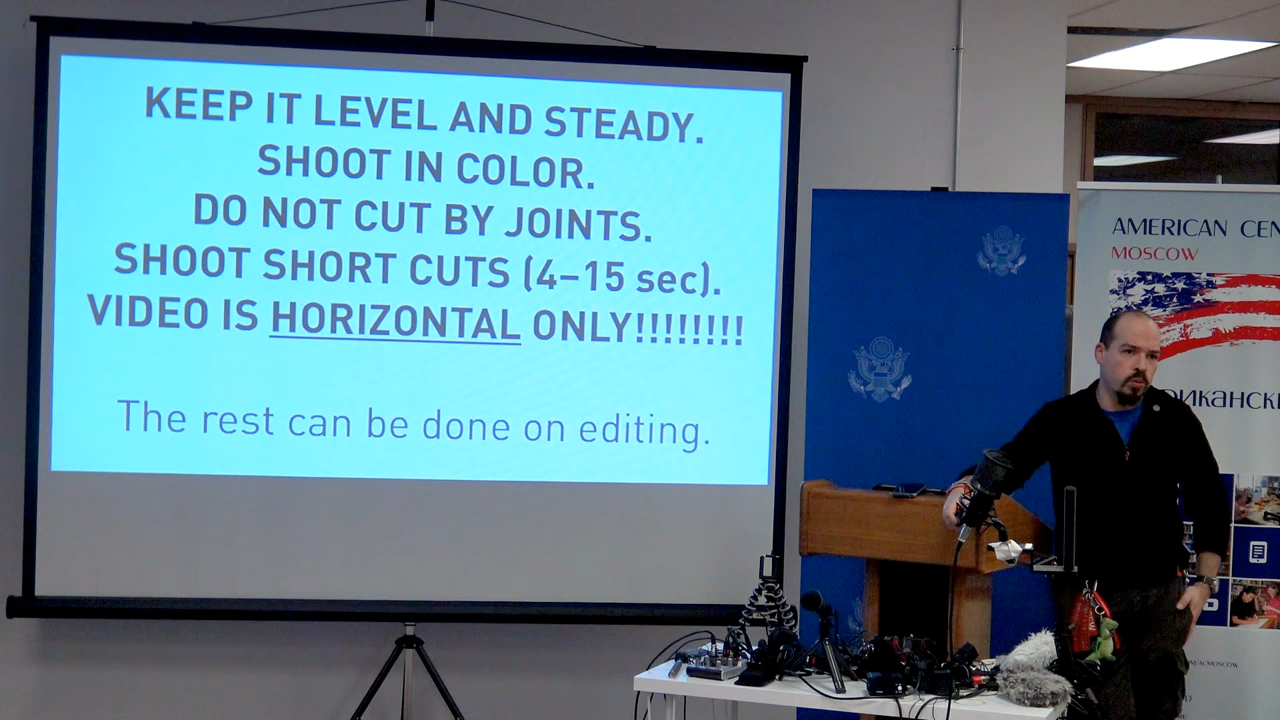 KEEP IT LEVEL AND STEADY.
SHOOT IN COLOR.
DO NOT CUT BY JOINTS.
SHOOT SHORT CUTS (4–15 sec).
VIDEO IS HORIZONTAL ONLY!!!!!!!!
The rest can be done on editing.
AMERICAN CEN
MOSCOW